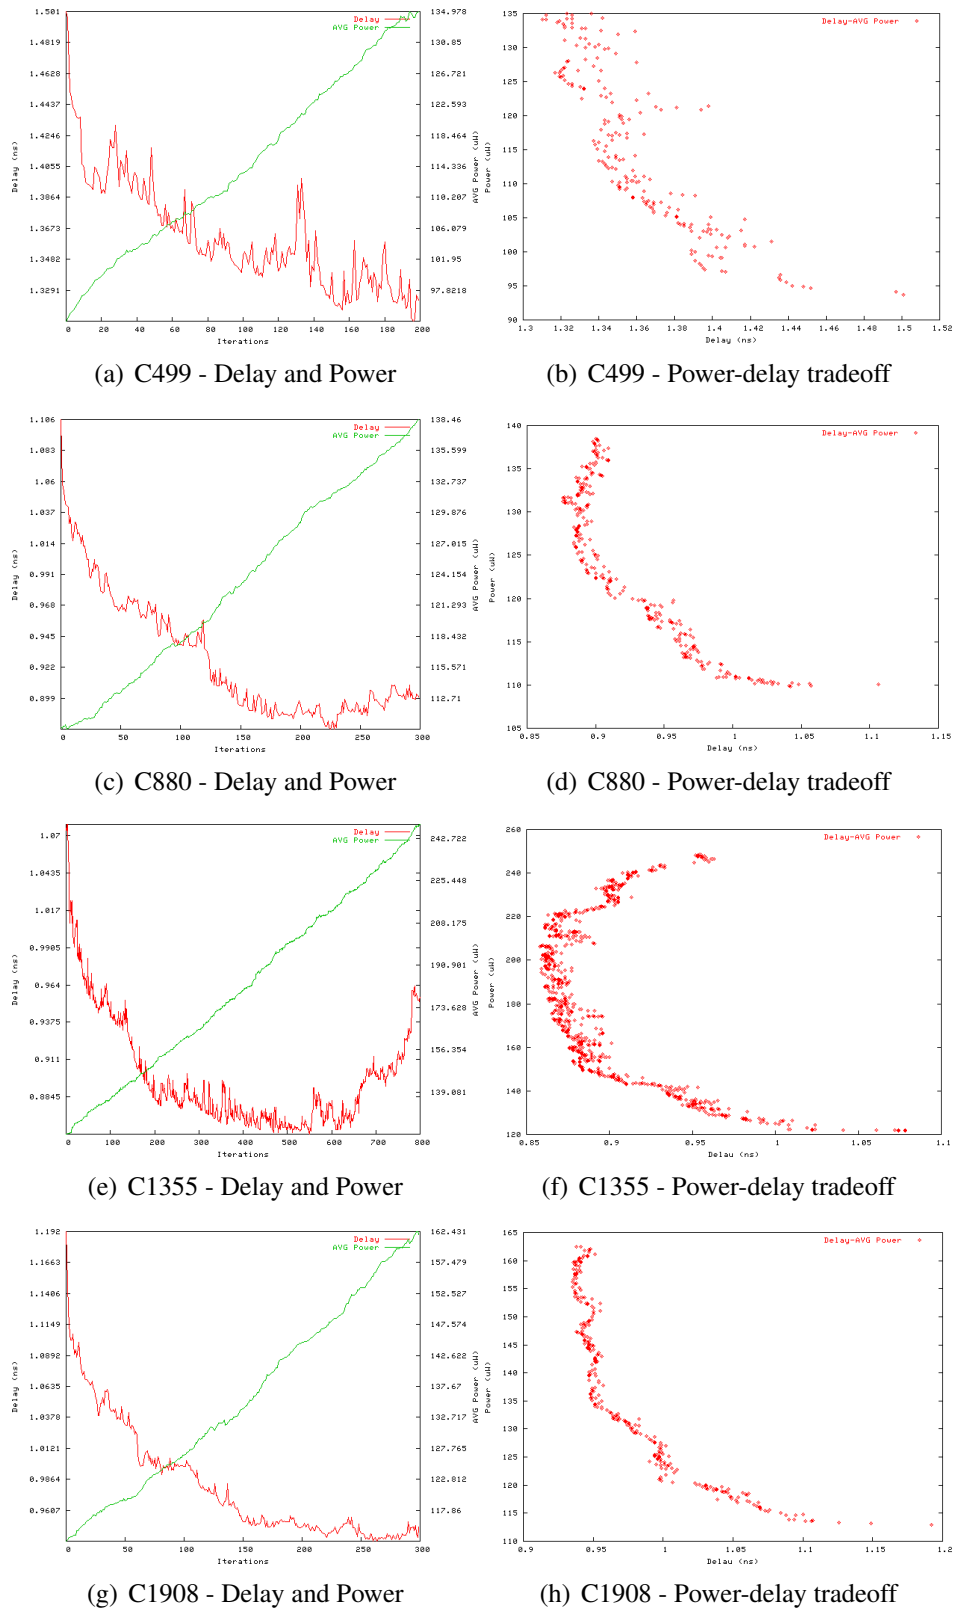 1.501
1.4819
1.4628
1.4437
1.4246
1.4055
1.3864
1.3673
1.3482
1.3291
Delay (ns)
0 20 40 60 80 100 120 140 160 180 200
Iterations
Delay
AVG Power
134.978
130.85
126.721
122.593
118.464
114.336
110.207
106.079
101.95
97.8218
AVG Power (uW)
(a) C499 - Delay and Power
135
130
125
120
115
110
105
100
95
90
Power (uW)
1.3 1.32 1.34 1.36 1.38 1.4 1.42 1.44 1.46 1.48 1.5 1.52
Delay (ns)
Delay-AVG Power
(b) C499 - Power-delay tradeoff
1.106
1.083
1.06
1.037
1.014
0.991
0.968
0.945
0.922
0.899
Delay (ns)
0 50 100 150 200 250 300
Iterations
Delay
AVG Power
138.46
135.599
132.737
129.876
127.015
124.154
121.293
118.432
115.571
112.71
AVG Power (uW)
(c) C880 - Delay and Power
140
135
130
125
120
115
110
105
Power (uW)
0.85 0.9 0.95 1 1.05 1.1 1.15
Delay (ns)
Delay-AVG Power
(d) C880 - Power-delay tradeoff
1.07
1.0435
1.017
0.9905
0.964
0.9375
0.911
0.8845
Delay (ns)
0 100 200 300 400 500 600 700 800
Iterations
Delay
AVG Power
242.722
225.448
208.175
190.901
173.628
156.354
139.081
AVG Power (uW)
(e) C1355 - Delay and Power
260
240
220
200
180
160
140
120
Power (uW)
0.85 0.9 0.95 1 1.05 1.1
Delay (ns)
Delay-AVG Power
(f) C1355 - Power-delay tradeoff
1.192
1.1663
1.1406
1.1149
1.0892
1.0635
1.0378
1.0121
0.9864
0.9607
Delay (ns)
0 50 100 150 200 250 300
Iterations
Delay
AVG Power
162.431
157.479
152.527
147.574
142.622
137.67
132.717
127.765
122.812
117.86
AVG Power (uW)
(g) C1908 - Delay and Power
165
160
155
150
145
140
135
130
125
120
115
110
Power (uW)
0.9 0.95 1 1.05 1.1 1.15 1.2
Delay (ns)
Delay-AVG Power
(h) C1908 - Power-delay tradeoff